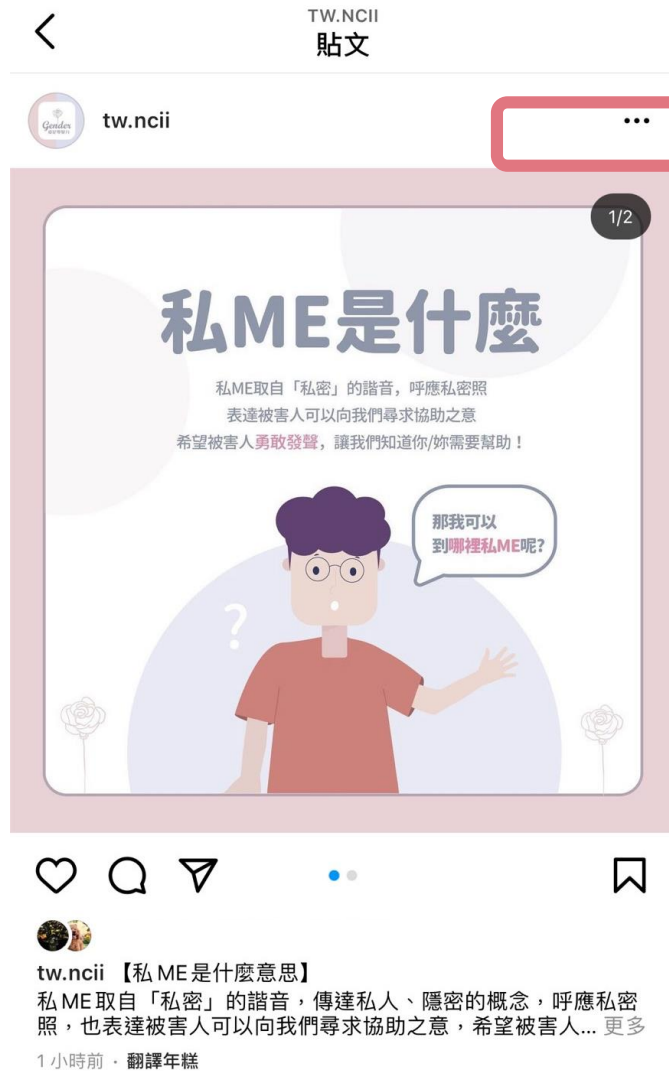 TW.NCII
貼文
Gender
tw.ncii
•••
1/2
私ME是什麼
私ME取自「私密」的諧音，呼應私密照
表達被害人可以向我們尋求協助之意
希望被害人勇敢發聲，讓我們知道你/妳需要幫助！
那我可以
到哪裡私ME呢?
?
tw.ncii 【私ME是什麼意思】
私ME取自「私密」的諧音，傳達私人、隱密的概念，呼應私密
照，也表達被害人可以向我們尋求協助之意，希望被害人... 更多
1 小時前 · 翻譯年糕